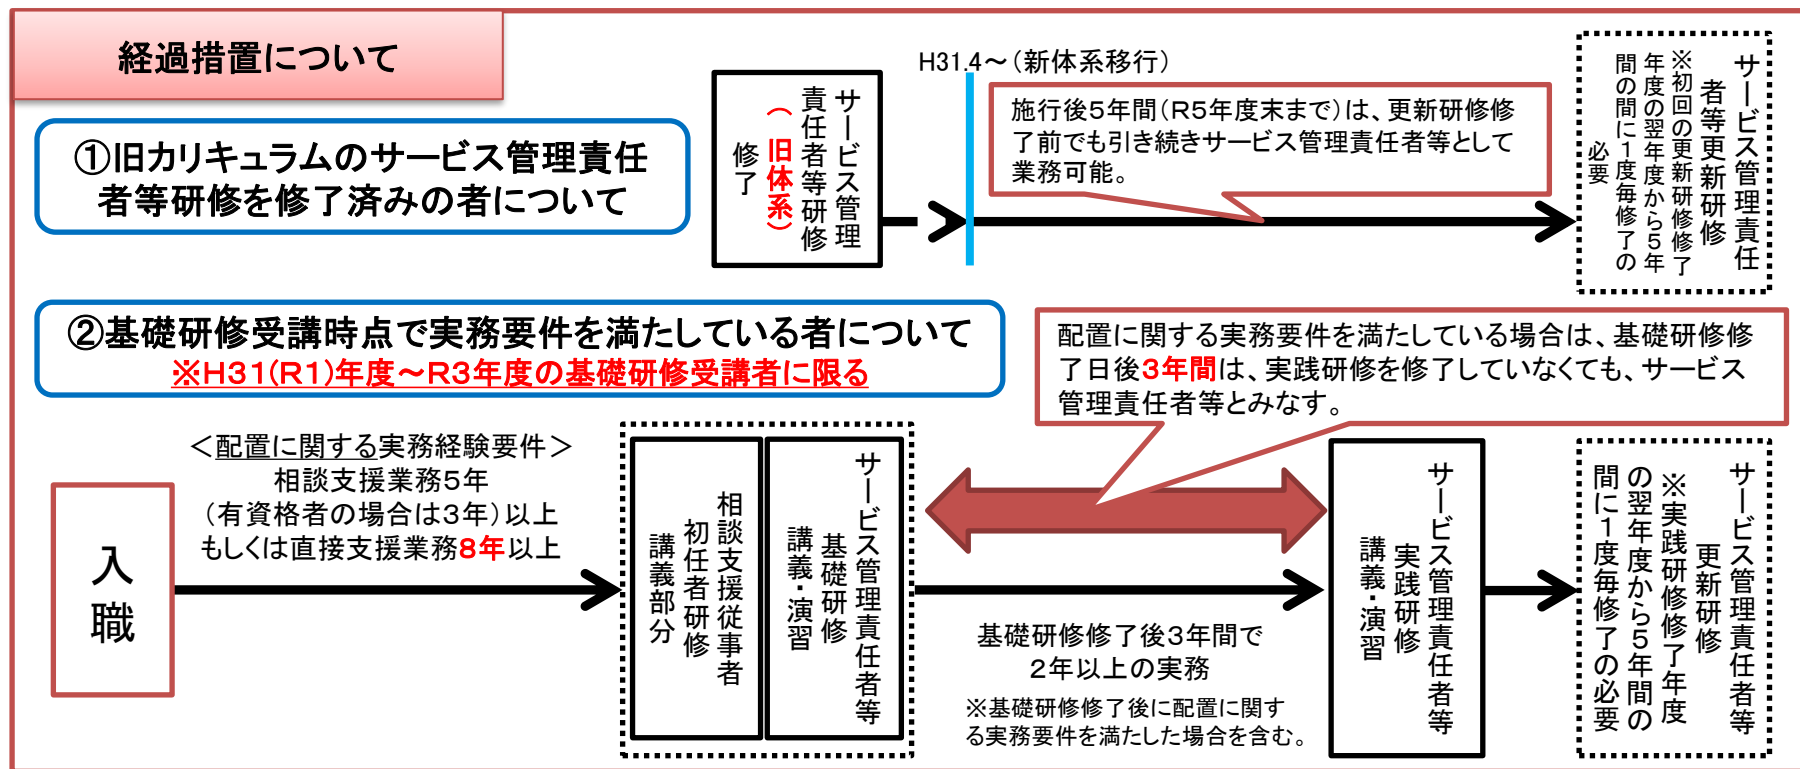 経過措置について
①旧カリキュラムのサービス管理責任
者等研修を修了済みの者について
サービス管理
責任者等研修
(旧体系)
修了
H31.4～(新体系移行)
施行後5年間(R5年度末まで)は、更新研修修
了前でも引き続きサービス管理責任者等として
業務可能。
サービス管理責任
者等更新研修
※初回の更新研修修了
年度の翌年度から5年
間の間に1度毎修了の
必要
②基礎研修受講時点で実務要件を満たしている者について
※H31(R1)年度～R3年度の基礎研修受講者に限る
配置に関する実務要件を満たしている場合は、基礎研修修
了日後3年間は、実践研修を修了していなくても、サービス
管理責任者等とみなす。
入職
＜配置に関する実務経験要件＞
相談支援業務5年
(有資格者の場合は3年)以上
もしくは直接支援業務8年以上
相談支援従事者
初任者研修
講義部分
サービス管理責任者等
基礎研修
講義・演習
基礎研修修了後3年間で
2年以上の実務
※基礎研修修了後に配置に関す
る実務要件を満たした場合を含む。
サービス管理責任者等
実践研修
講義・演習
サービス管理責任者等
更新研修
※実践研修修了年度
の翌年度から5年間の
間に1度毎修了の必要